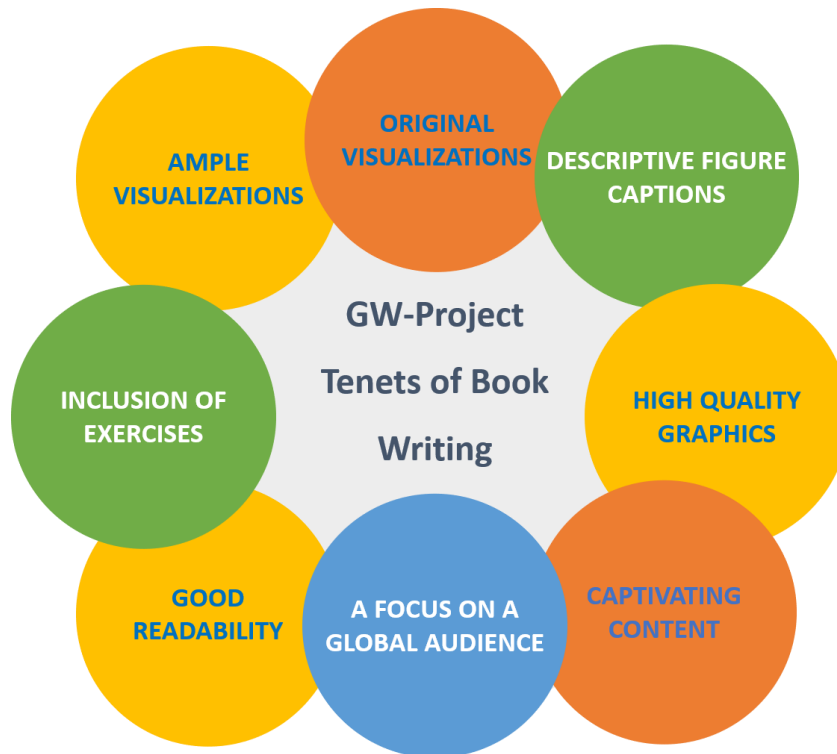 ORIGINAL
VISUALIZATIONS
AMPLE
VISUALIZATIONS
DESCRIPTIVE FIGURE
CAPTIONS
GW-Project
Tenets of Book
Writing
INCLUSION OF
EXERCISES
HIGH QUALITY
GRAPHICS
GOOD
READABILITY
A FOCUS ON A
GLOBAL AUDIENCE
CAPTIVATING
CONTENT